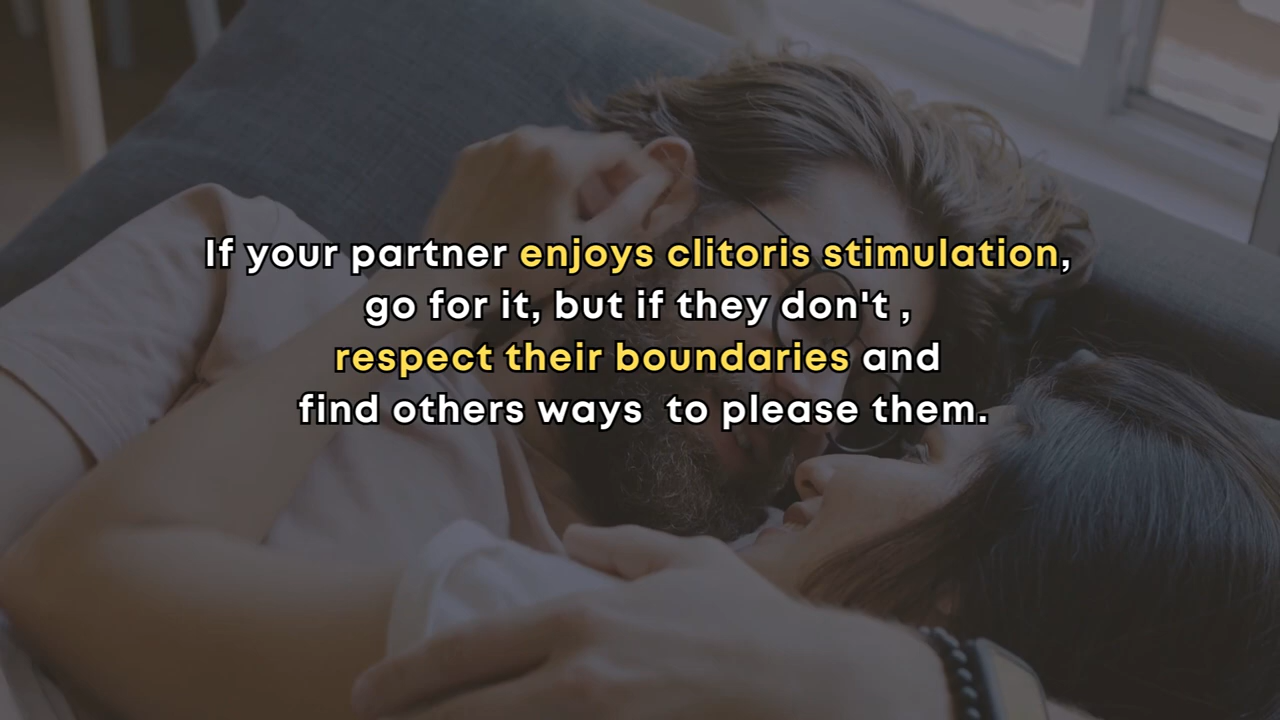 If your partner enjoys clitoris stimulation,
go for it, but if they don't ,
respect their boundaries and
find others ways  to please them.